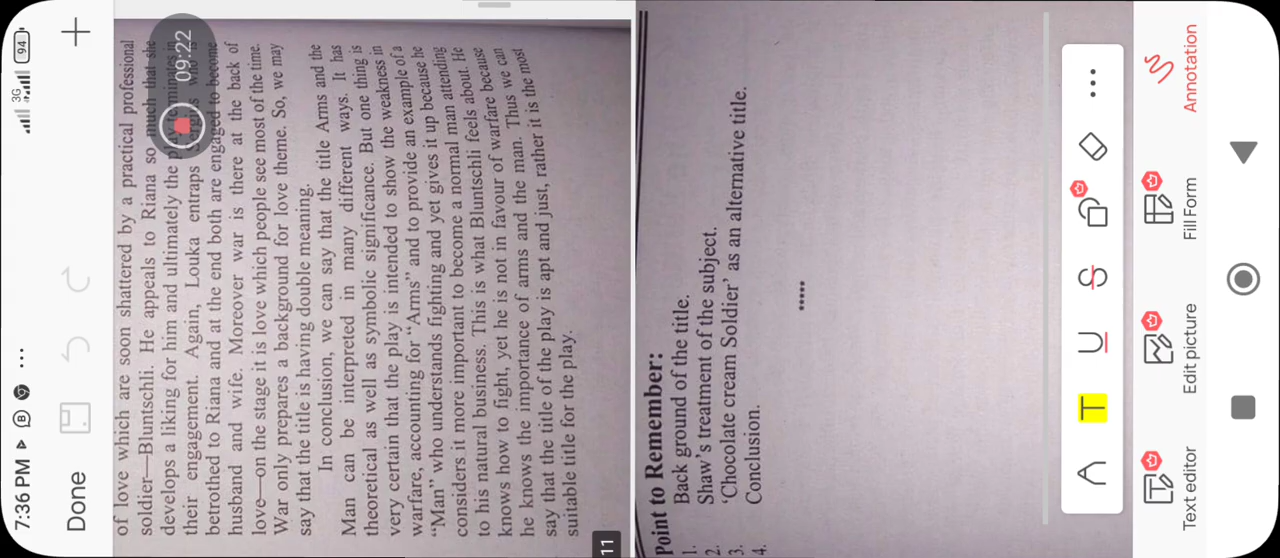 7:36 PM
3G
94
09:22
Done
of love which are soon shattered by a practical professional
soldier—Bluntschli. He appeals to Riana so much that she
develops a liking for him and ultimately the play terminates in
their engagement. Again, Louka entraps
betrothed to Riana and at the end both are engaged to become
husband and wife. Moreover war is there at the back of
love—on the stage it is love which people see most of the time.
War only prepares a background for love theme. So, we may
say that the title is having double meaning.
In conclusion, we can say that the title Arms and the
Man can be interpreted in many different ways. It has
theoretical as well as symbolic significance. But one thing is
very certain that the play is intended to show the weakness in
warfare, accounting for “Arms” and to provide an example of a
“Man” who understands fighting and yet gives it up because he
considers it more important to become a normal man attending
to his natural business. This is what Bluntschli feels about. He
knows how to fight, yet he is not in favour of warfare because
he knows the importance of arms and the man. Thus we can
say that the title of the play is apt and just, rather it is the most
suitable title for the play.
11
Point to Remember:
1. Back ground of the title.
2. Shaw's treatment of the subject.
3. 'Chocolate cream Soldier' as an alternative title.
4. Conclusion.
•••••
Text editor
Edit picture
Fill Form
Annotation